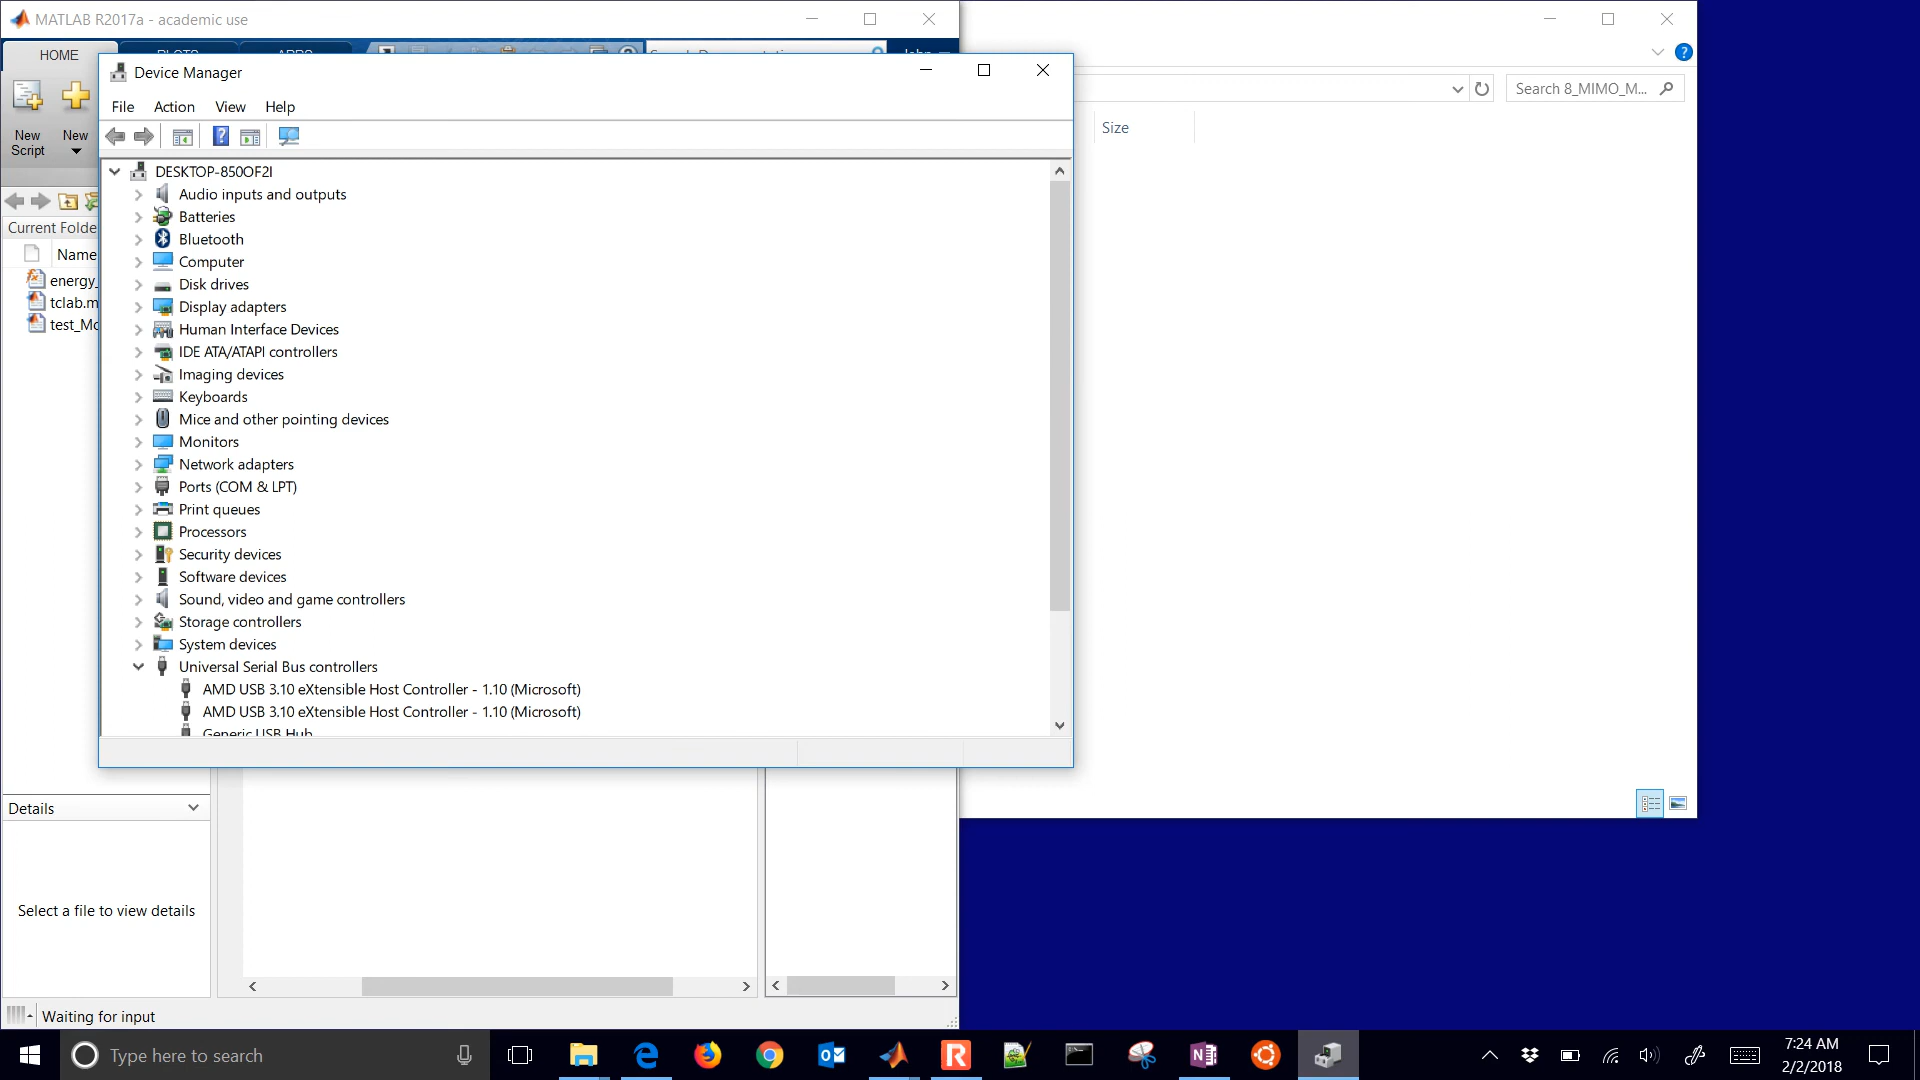 MATLAB R2017a - academic use
HOME
PLOTS
APPS
Search Documentation
John
Device Manager
File Action View Help
New Script
New
Current Folde
Name
energy_
tclab.m
test_Mo
DESKTOP-850OF2I
Audio inputs and outputs
Batteries
Bluetooth
Computer
Disk drives
Display adapters
Human Interface Devices
IDE ATA/ATAPI controllers
Imaging devices
Keyboards
Mice and other pointing devices
Monitors
Network adapters
Ports (COM & LPT)
Print queues
Processors
Security devices
Software devices
Sound, video and game controllers
Storage controllers
System devices
Universal Serial Bus controllers
AMD USB 3.10 eXtensible Host Controller - 1.10 (Microsoft)
AMD USB 3.10 eXtensible Host Controller - 1.10 (Microsoft)
Generic USB Hub
Search 8_MIMO_M...
Size
Details
Select a file to view details
Waiting for input
Type here to search
7:24 AM
2/2/2018